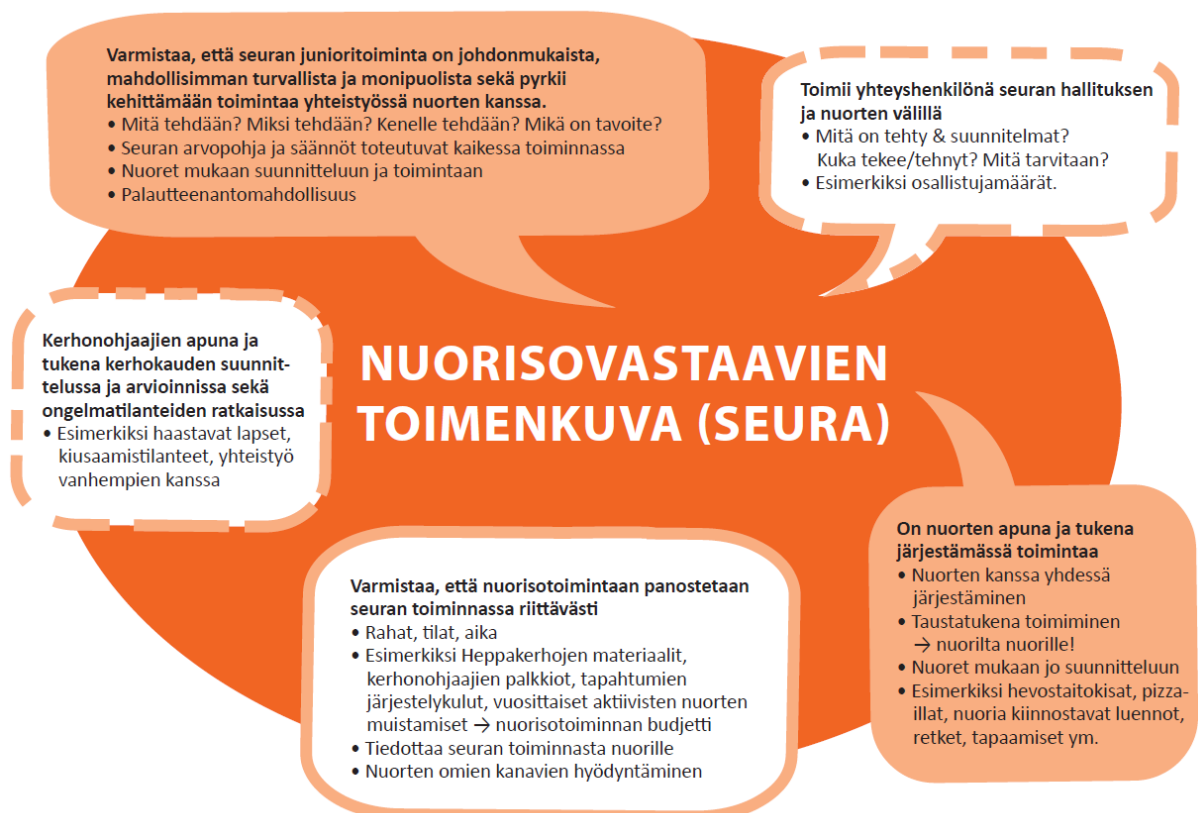 Varmistaa, että seuran junioritoiminta on johdonmukaista,
mahdollisimman turvallista ja monipuolista sekä pyrkii
kehittämään toimintaa yhteistyössä nuorten kanssa.
• Mitä tehdään? Miksi tehdään? Kenelle tehdään? Mikä on tavoite?
• Seuran arvopohja ja säännöt toteutuvat kaikessa toiminnassa
• Nuoret mukaan suunnitteluun ja toimintaan
• Palautteenantomahdollisuus
Toimii yhteyshenkilönä seuran hallituksen
ja nuorten välillä
• Mitä on tehty & suunnitelmat?
Kuka tekee/tehnyt? Mitä tarvitaan?
• Esimerkiksi osallistujamäärät.
Kerhonohjaajien apuna ja
tukena kerhokauden suunnit-
telussa ja arvioinnissa sekä
ongelmatilanteiden ratkaisussa
• Esimerkiksi haastavat lapset,
kiusaamistilanteet, yhteistyö
vanhempien kanssa
NUORISOVASTAAVIEN
TOIMENKUVA (SEURA)
Varmistaa, että nuorisotoimintaan panostetaan
seuran toiminnassa riittävästi
• Rahat, tilat, aika
• Esimerkiksi Heppakerhojen materiaalit,
kerhonohjaajien palkkiot, tapahtumien
järjestelykulut, vuosittaiset aktiivisten nuorten
muistamiset → nuorisotoiminnan budjetti
• Tiedottaa seuran toiminnasta nuorille
• Nuorten omien kanavien hyödyntäminen
On nuorten apuna ja tukena
järjestämässä toimintaa
• Nuorten kanssa yhdessä
järjestäminen
• Taustatukena toimiminen
→ nuorilta nuorille!
• Nuoret mukaan jo suunnitteluun
• Esimerkiksi hevostaitokisat, pizza-
illat, nuoria kiinnostavat luennot,
retket, tapaamiset ym.